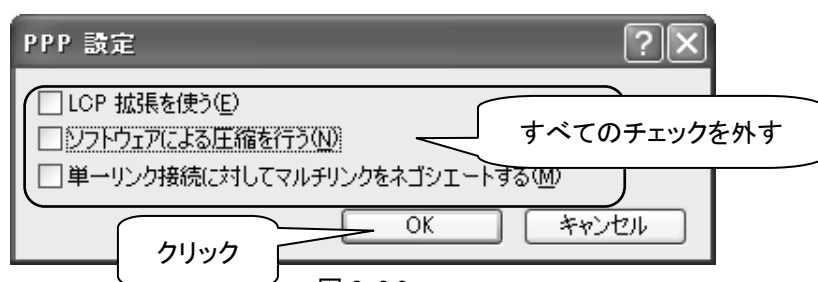 PPP 設定
LCP 拡張を使う(E)
ソフトウェアによる圧縮を行う(N)
すべてのチェックを外す
単一リンク接続に対してマルチリンクをネゴシエートする(M)
OK
キャンセル
クリック